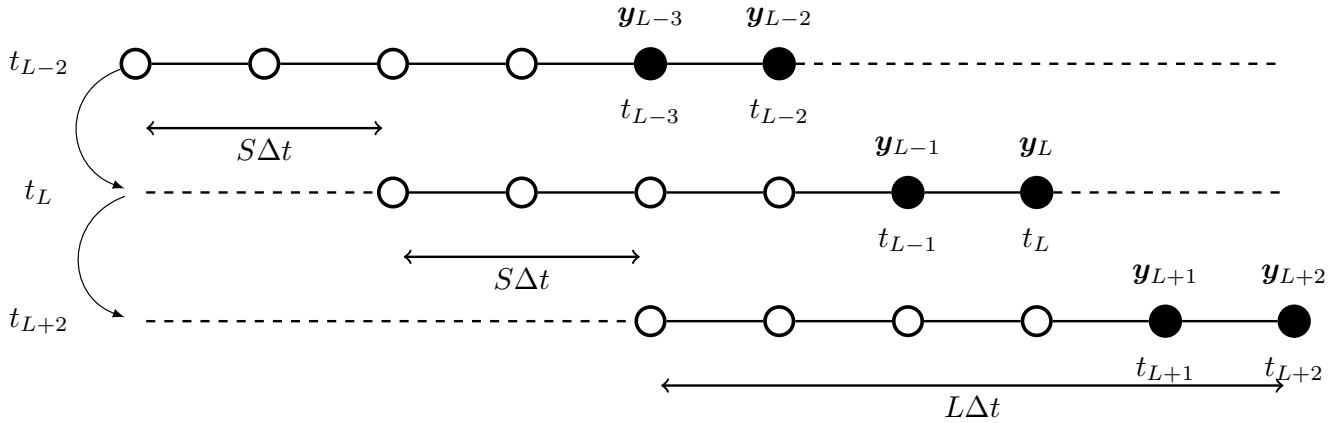 y_{L−3} y_{L−2}
t_{L−2}
t_{L−3} t_{L−2}
SΔt
y_{L−1} y_L
t_L
t_{L−1} t_L
SΔt
y_{L+1} y_{L+2}
t_{L+2}
t_{L+1} t_{L+2}
LΔt